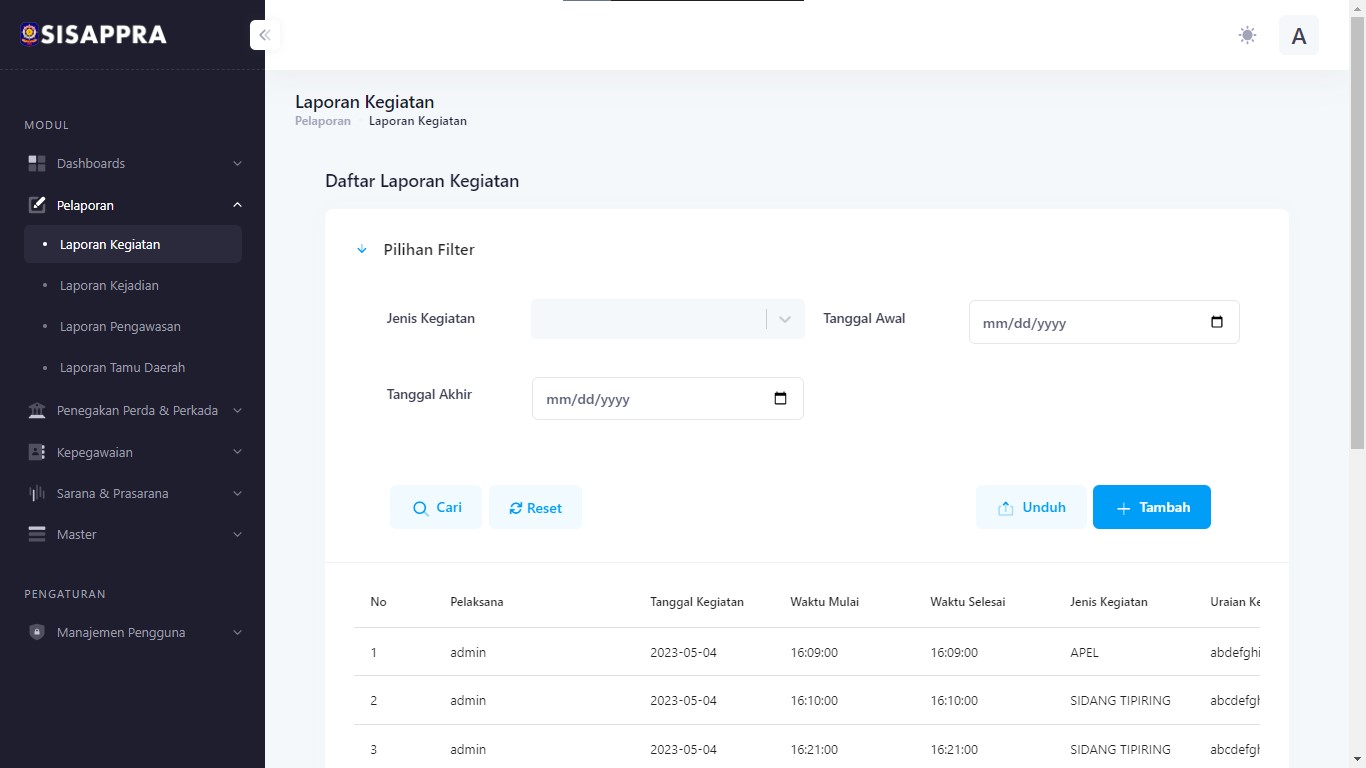 SISAPPRA
A
MODUL
Dashboards
Pelaporan
Laporan Kegiatan
Laporan Kejadian
Laporan Pengawasan
Laporan Tamu Daerah
Penegakan Perda & Perkada
Kepegawaian
Sarana & Prasarana
Master
PENGATURAN
Manajemen Pengguna
Laporan Kegiatan
Pelaporan Laporan Kegiatan
Daftar Laporan Kegiatan
Pilihan Filter
Jenis Kegiatan Tanggal Awal mm/dd/yyyy
Tanggal Akhir mm/dd/yyyy
Cari Reset Unduh Tambah
No Pelaksana Tanggal Kegiatan Waktu Mulai Waktu Selesai Jenis Kegiatan Uraian Ke
1 admin 2023-05-04 16:09:00 16:09:00 APEL abdefghi
2 admin 2023-05-04 16:10:00 16:10:00 SIDANG TIPIRING abcdefgh
3 admin 2023-05-04 16:21:00 16:21:00 SIDANG TIPIRING abcdefgh